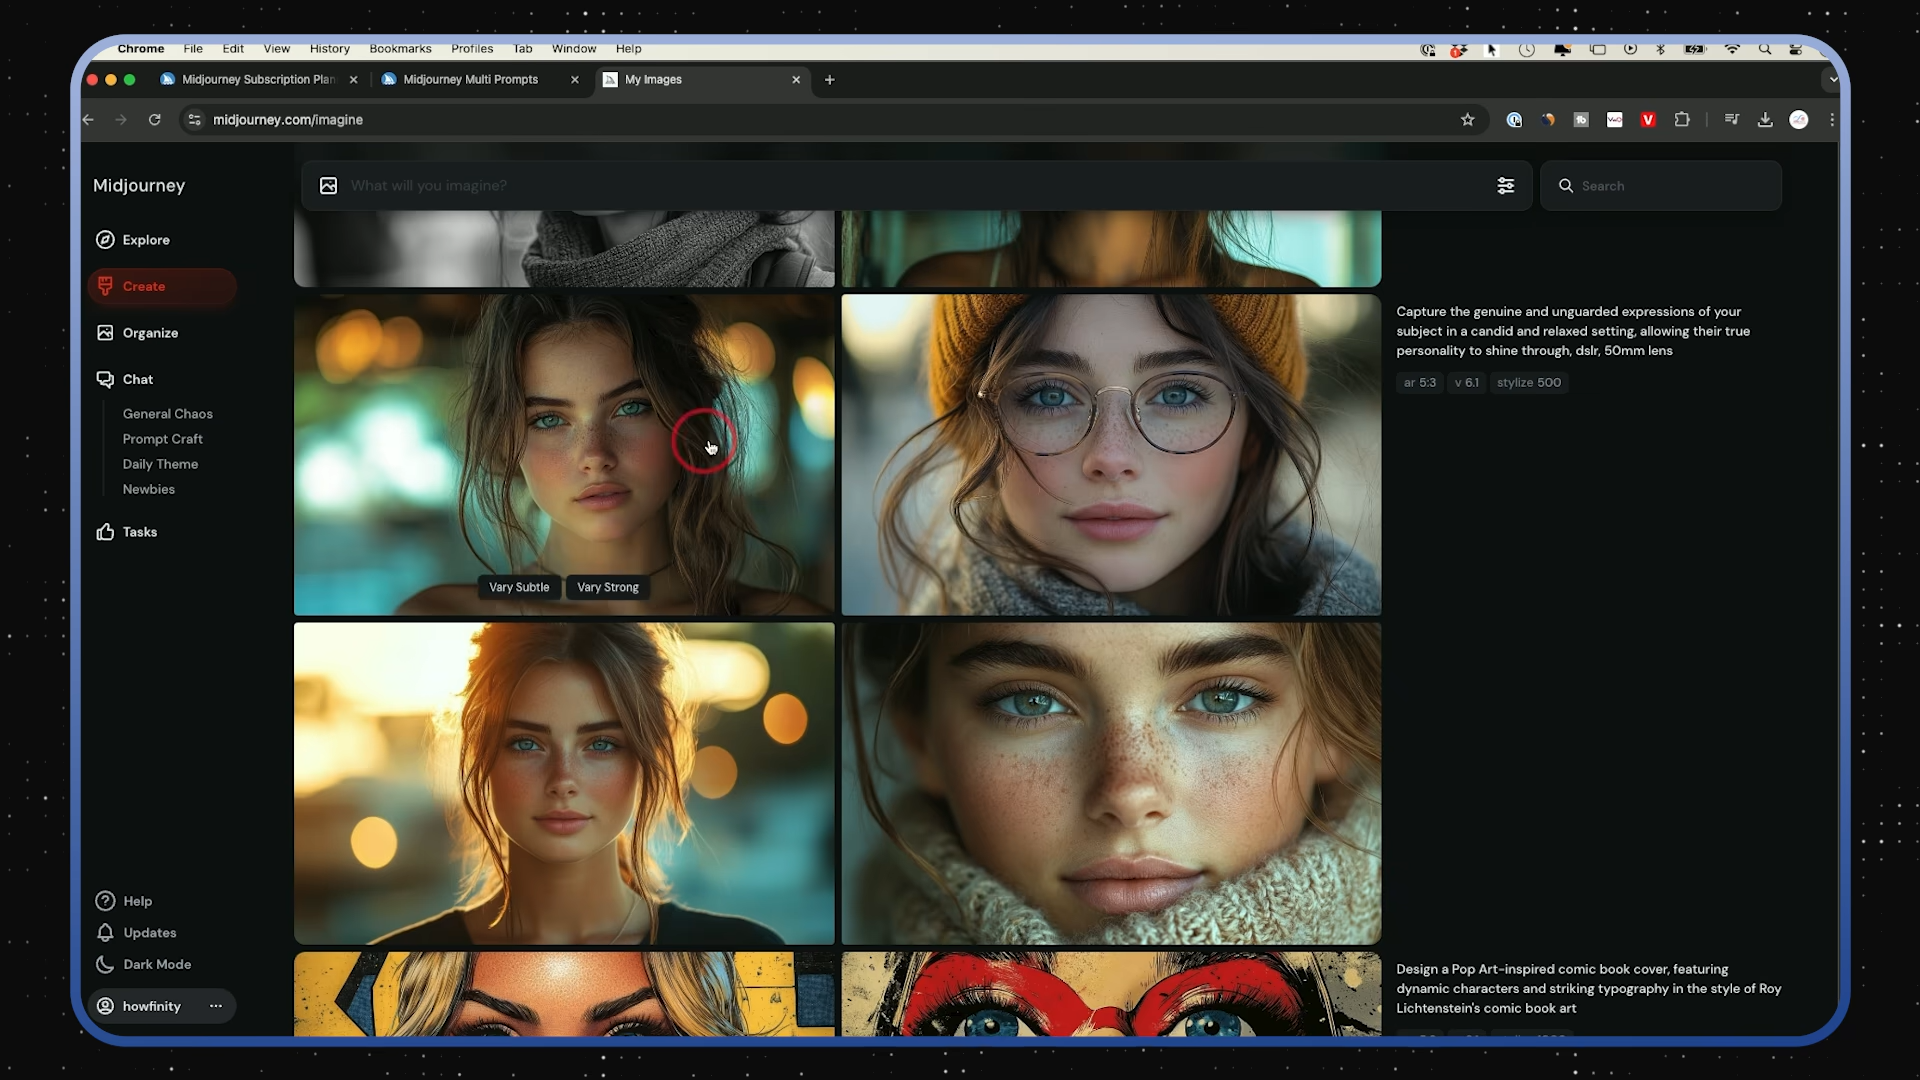 Chrome File Edit View History Bookmarks Profiles Tab Window Help
Midjourney Subscription Plan
Midjourney Multi Prompts
My Images
midjourney.com/imagine
Midjourney
What will you imagine?
Search
Explore
Create
Organize
Chat
General Chaos
Prompt Craft
Daily Theme
Newbies
Tasks
Vary Subtle
Vary Strong
Capture the genuine and unguarded expressions of your
subject in a candid and relaxed setting, allowing their true
personality to shine through, dslr, 50mm lens
ar 5:3 v 6.1 stylize 500
Help
Updates
Dark Mode
howfinity
Design a Pop Art-inspired comic book cover, featuring
dynamic characters and striking typography in the style of Roy
Lichtenstein's comic book art